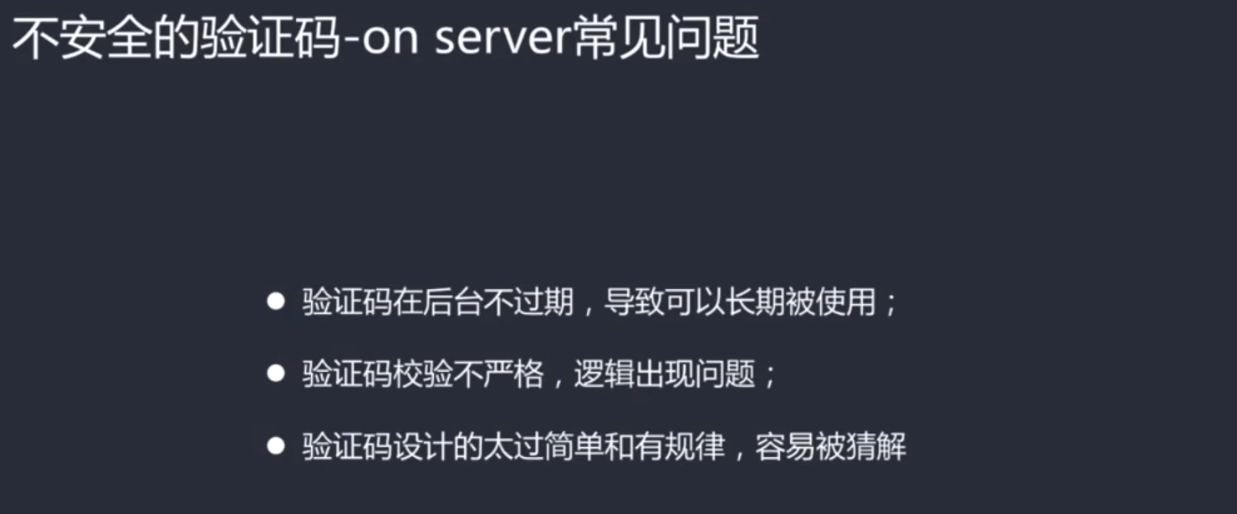 不安全的验证码-on server常见问题
● 验证码在后台不过期，导致可以长期被使用；
● 验证码校验不严格，逻辑出现问题；
● 验证码设计的太过简单和有规律，容易被猜解